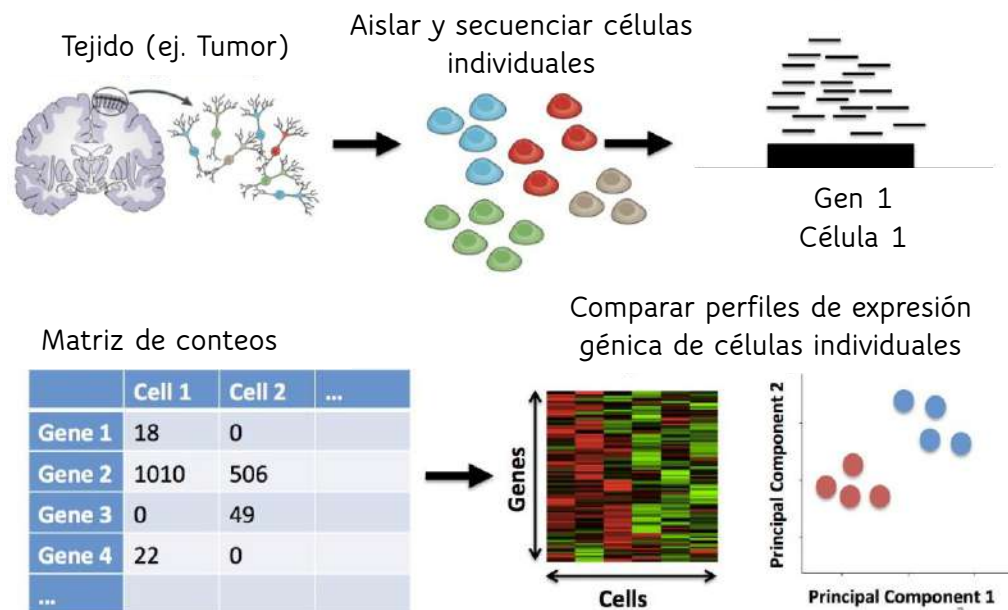 Tejido (ej. Tumor)
Aislar y secuenciar células
individuales
Gen 1
Célula 1
Matriz de conteos
Cell 1 Cell 2 ...
Gene 1 18 0
Gene 2 1010 506
Gene 3 0 49
Gene 4 22 0
...
Comparar perfiles de expresión
génica de células individuales
Genes
Cells
Principal Component 2
Principal Component 1